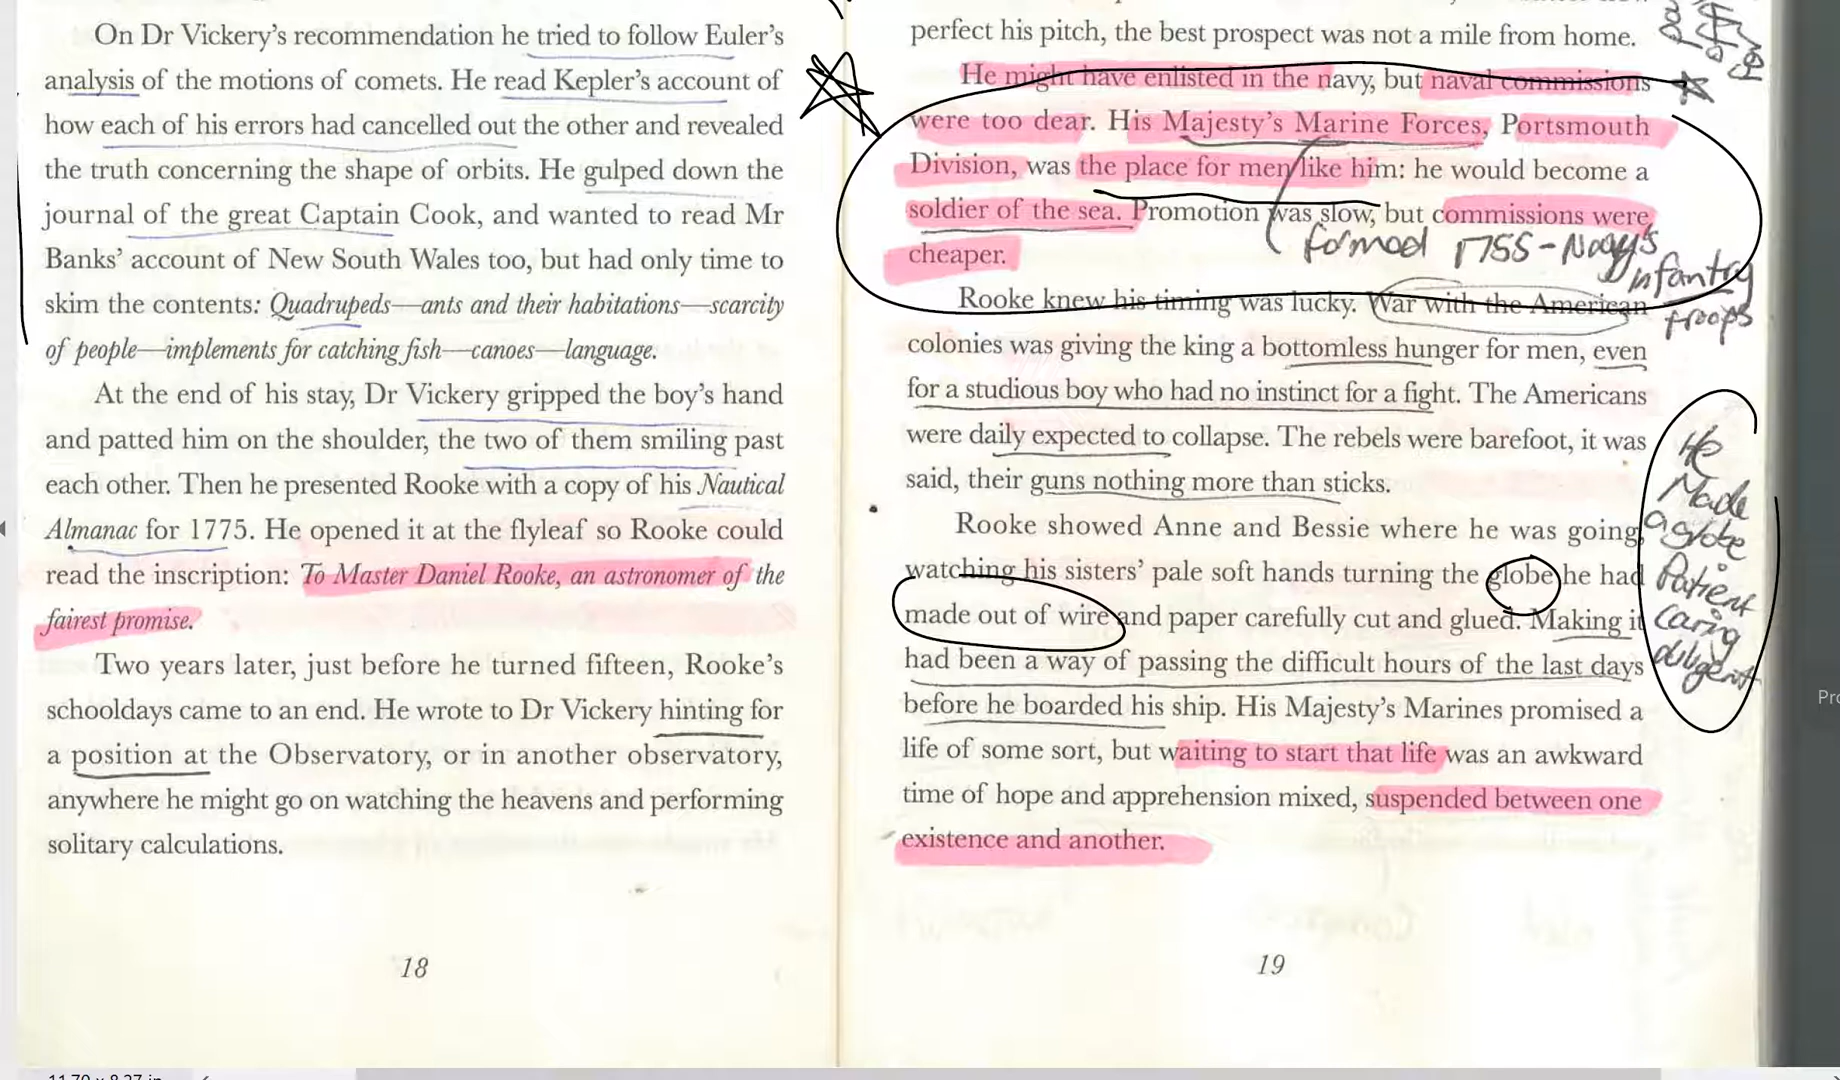 On Dr Vickery's recommendation he tried to follow Euler's
analysis of the motions of comets. He read Kepler's account of
how each of his errors had cancelled out the other and revealed
the truth concerning the shape of orbits. He gulped down the
journal of the great Captain Cook, and wanted to read Mr
Banks' account of New South Wales too, but had only time to
skim the contents: Quadrupeds—ants and their habitations—scarcity
of people—implements for catching fish—canoes—language.
At the end of his stay, Dr Vickery gripped the boy's hand
and patted him on the shoulder, the two of them smiling past
each other. Then he presented Rooke with a copy of his Nautical
Almanac for 1775. He opened it at the flyleaf so Rooke could
read the inscription: To Master Daniel Rooke, an astronomer of the
fairest promise.
Two years later, just before he turned fifteen, Rooke's
schooldays came to an end. He wrote to Dr Vickery hinting for
a position at the Observatory, or in another observatory,
anywhere he might go on watching the heavens and performing
solitary calculations.
18
perfect his pitch, the best prospect was not a mile from home.
He might have enlisted in the navy, but naval commissions
were too dear. His Majesty's Marine Forces, Portsmouth
Division, was the place for men like him: he would become a
soldier of the sea. Promotion was slow, but commissions were
cheaper.
formed 1755 - Navy's
infantry
troops
Rooke knew his timing was lucky. War with the American
colonies was giving the king a bottomless hunger for men, even
for a studious boy who had no instinct for a fight. The Americans
were daily expected to collapse. The rebels were barefoot, it was
said, their guns nothing more than sticks.
Rooke showed Anne and Bessie where he was going,
watching his sisters' pale soft hands turning the globe he had
made out of wire and paper carefully cut and glued. Making it
had been a way of passing the difficult hours of the last days
before he boarded his ship. His Majesty's Marines promised a
life of some sort, but waiting to start that life was an awkward
time of hope and apprehension mixed, suspended between one
existence and another.
He
Made
a globe
Patient
caring
diligent
19
11.70 x 8.27 in